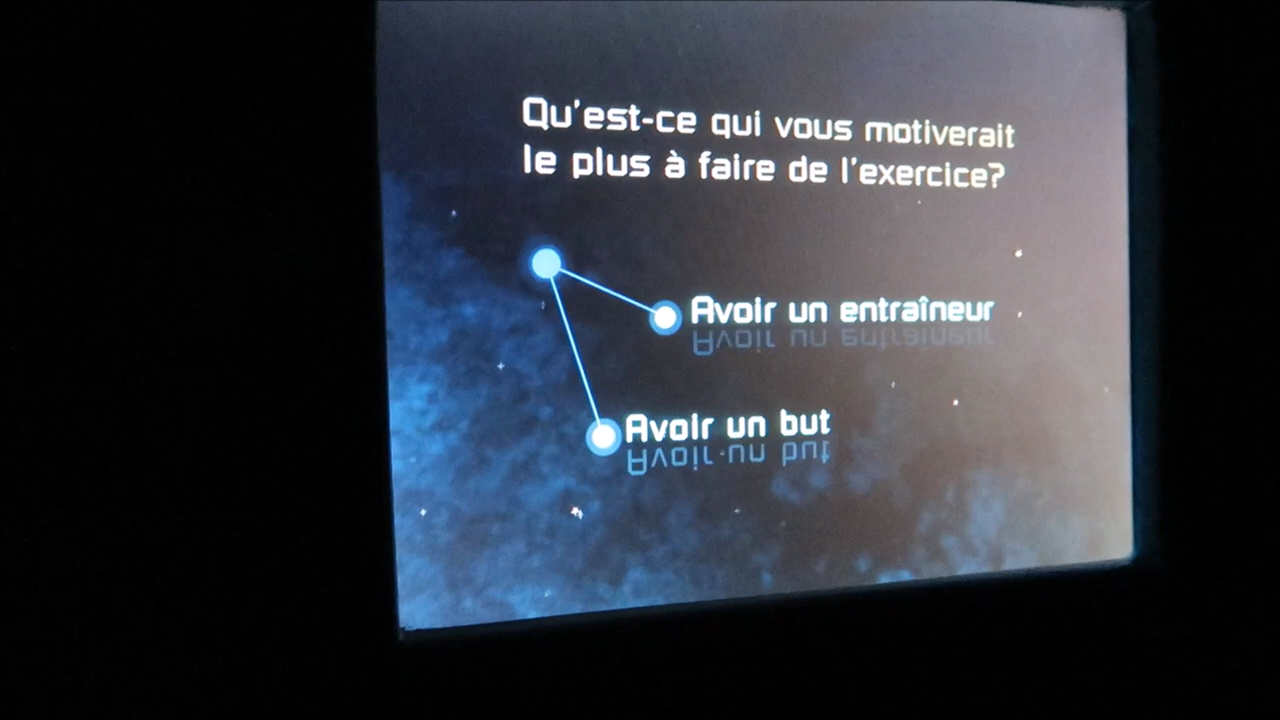 Qu'est-ce qui vous motiverait
le plus à faire de l'exercice?
Avoir un entraîneur
Avoir un but